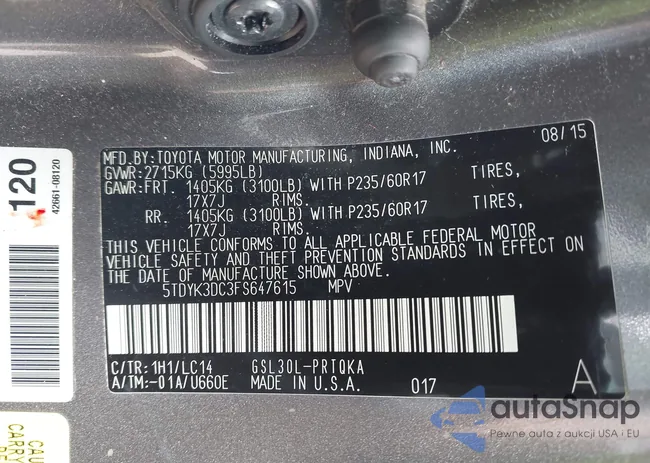 MFD.BY: TOYOTA MOTOR MANUFACTURING, INDIANA, INC. 08/15
GVWR: 2715KG (5995LB)
GAWR: FRT. 1405KG (3100LB) WITH P235/60R17 TIRES,
17X7J RIMS.
RR. 1405KG (3100LB) WITH P235/60R17 TIRES,
17X7J RIMS.
THIS VEHICLE CONFORMS TO ALL APPLICABLE FEDERAL MOTOR
VEHICLE SAFETY AND THEFT PREVENTION STANDARDS IN EFFECT ON
THE DATE OF MANUFACTURE SHOWN ABOVE.
5TDYK3DC3FS647615 MPV
C/TR: 1H1/LC14 GSL30L-PRTQKA
A/TM:-01A/U660E MADE IN U.S.A. 017 A
120
42661-08120
CAU
CARRY
autoSnap
Pewne auta z aukcji USA i EU